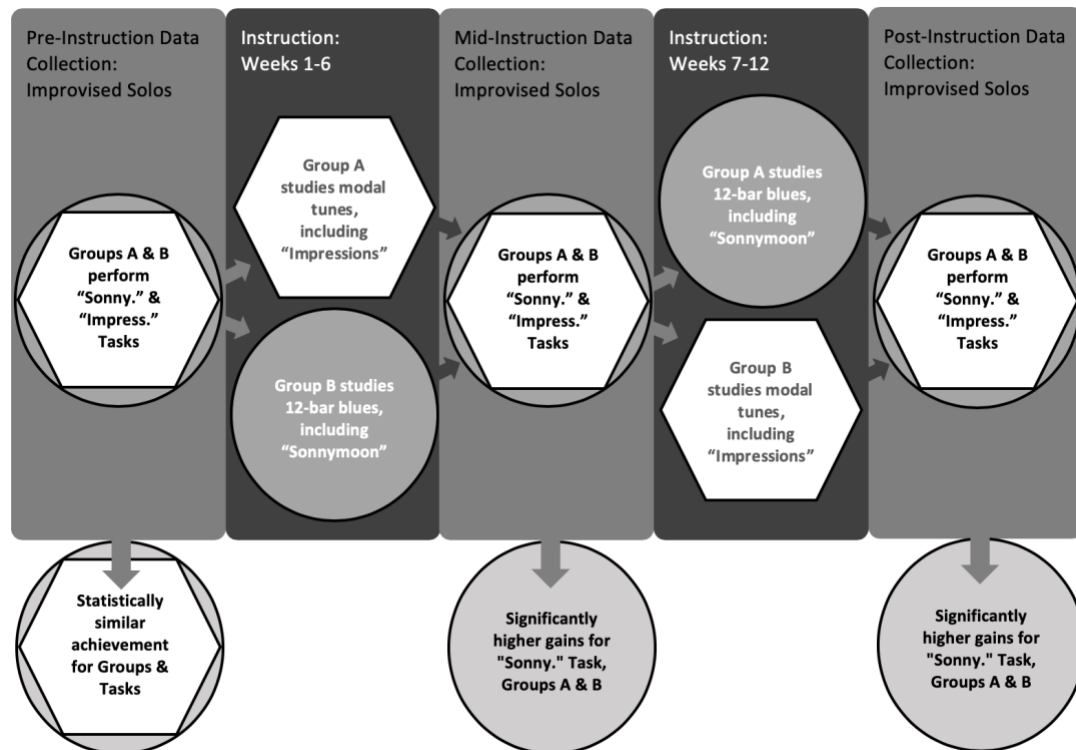 Pre-Instruction Data
Collection:
Improvised Solos
Instruction:
Weeks 1-6
Mid-Instruction Data
Collection:
Improvised Solos
Instruction:
Weeks 7-12
Post-Instruction Data
Collection:
Improvised Solos
Groups A & B
perform
“Sonny.” &
“Impress.”
Tasks
Group A
studies modal
tunes,
including
“Impressions”
Group B studies
12-bar blues,
including
“Sonnymoon”
Groups A & B
perform
“Sonny.” &
“Impress.”
Tasks
Group A studies
12-bar blues,
including
“Sonnymoon”
Group B
studies modal
tunes,
including
“Impressions”
Groups A & B
perform
“Sonny.” &
“Impress.”
Tasks
Statistically
similar
achievement
for Groups &
Tasks
Significantly
higher gains for
"Sonny." Task,
Groups A & B
Significantly
higher gains for
"Sonny." Task,
Groups A & B